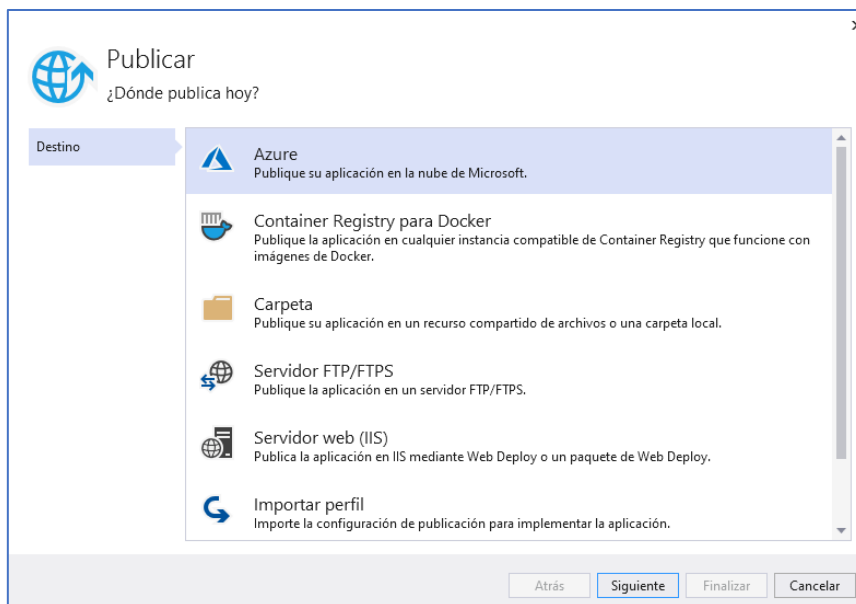 Publicar
¿Dónde publica hoy?
Destino
Azure
Publique su aplicación en la nube de Microsoft.
Container Registry para Docker
Publique la aplicación en cualquier instancia compatible de Container Registry que funcione con
imágenes de Docker.
Carpeta
Publique su aplicación en un recurso compartido de archivos o una carpeta local.
Servidor FTP/FTPS
Publique la aplicación en un servidor FTP/FTPS.
Servidor web (IIS)
Publica la aplicación en IIS mediante Web Deploy o un paquete de Web Deploy.
Importar perfil
Importe la configuración de publicación para implementar la aplicación.
Atrás Siguiente Finalizar Cancelar